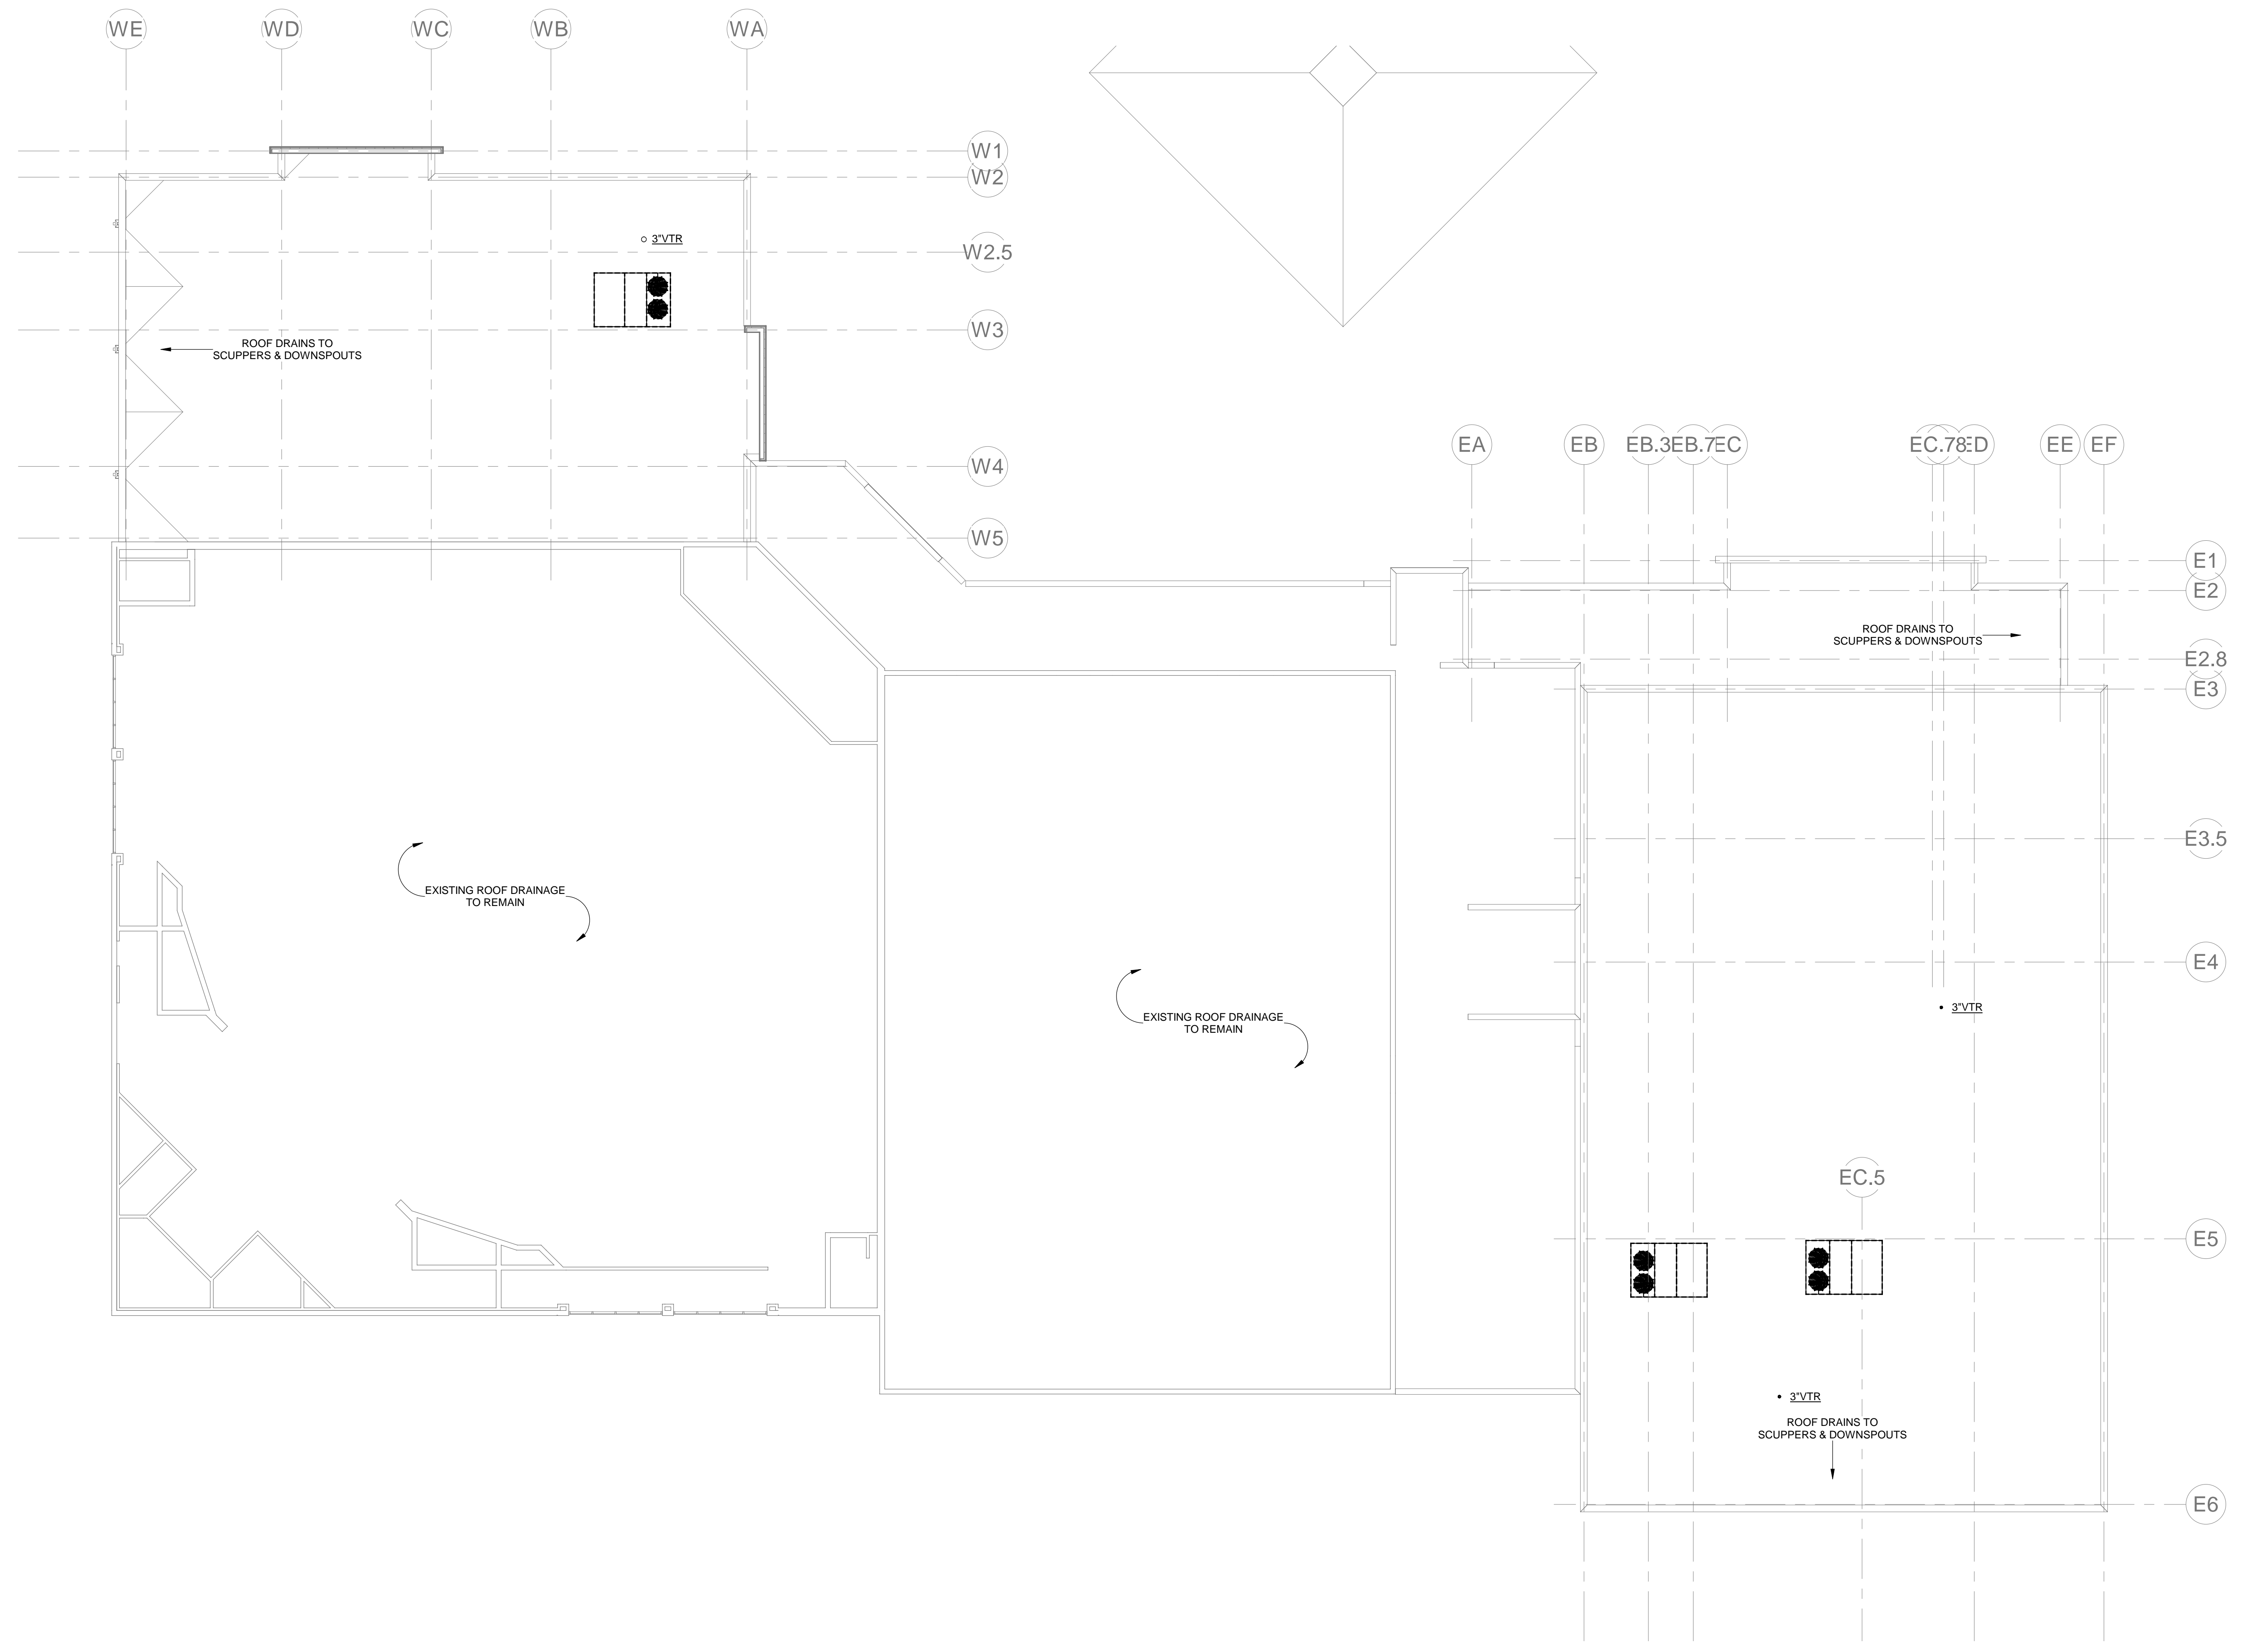 WE
WD
WC
WB
WA
W1
W2
3"VTR
W2.5
W3
ROOF DRAINS TO
SCUPPERS & DOWNSPOUTS
W4
W5
EA
EB
EB.3
EB.7
EC
EC.78
ED
EE
EF
E1
E2
ROOF DRAINS TO
SCUPPERS & DOWNSPOUTS
E2.8
E3
E3.5
EXISTING ROOF DRAINAGE
TO REMAIN
E4
3"VTR
EXISTING ROOF DRAINAGE
TO REMAIN
EC.5
E5
3"VTR
ROOF DRAINS TO
SCUPPERS & DOWNSPOUTS
E6